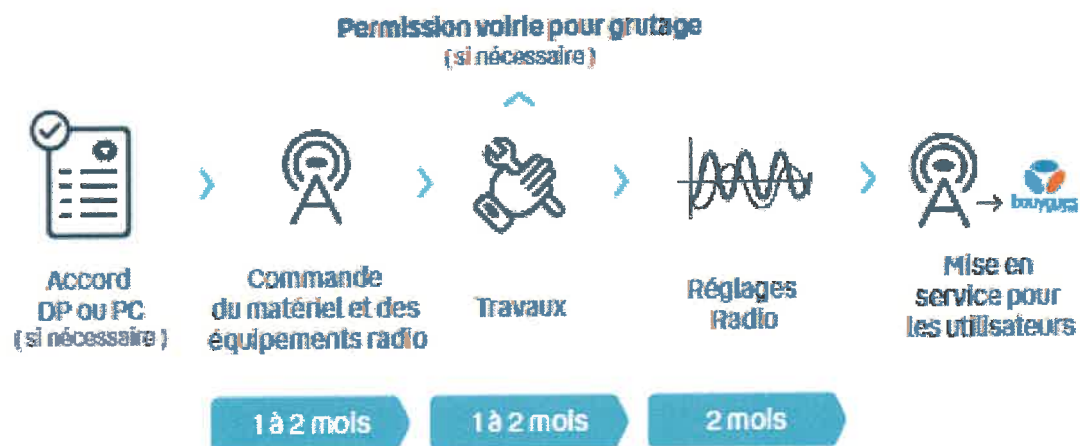 Permission voirie pour grutage
( si nécessaire )
bouygues
Accord
DP ou PC
( si nécessaire )
Commande
du matériel et des
équipements radio
Travaux
Réglages
Radio
Mise en
service pour
les utilisateurs
1 à 2 mois
1 à 2 mois
2 mois